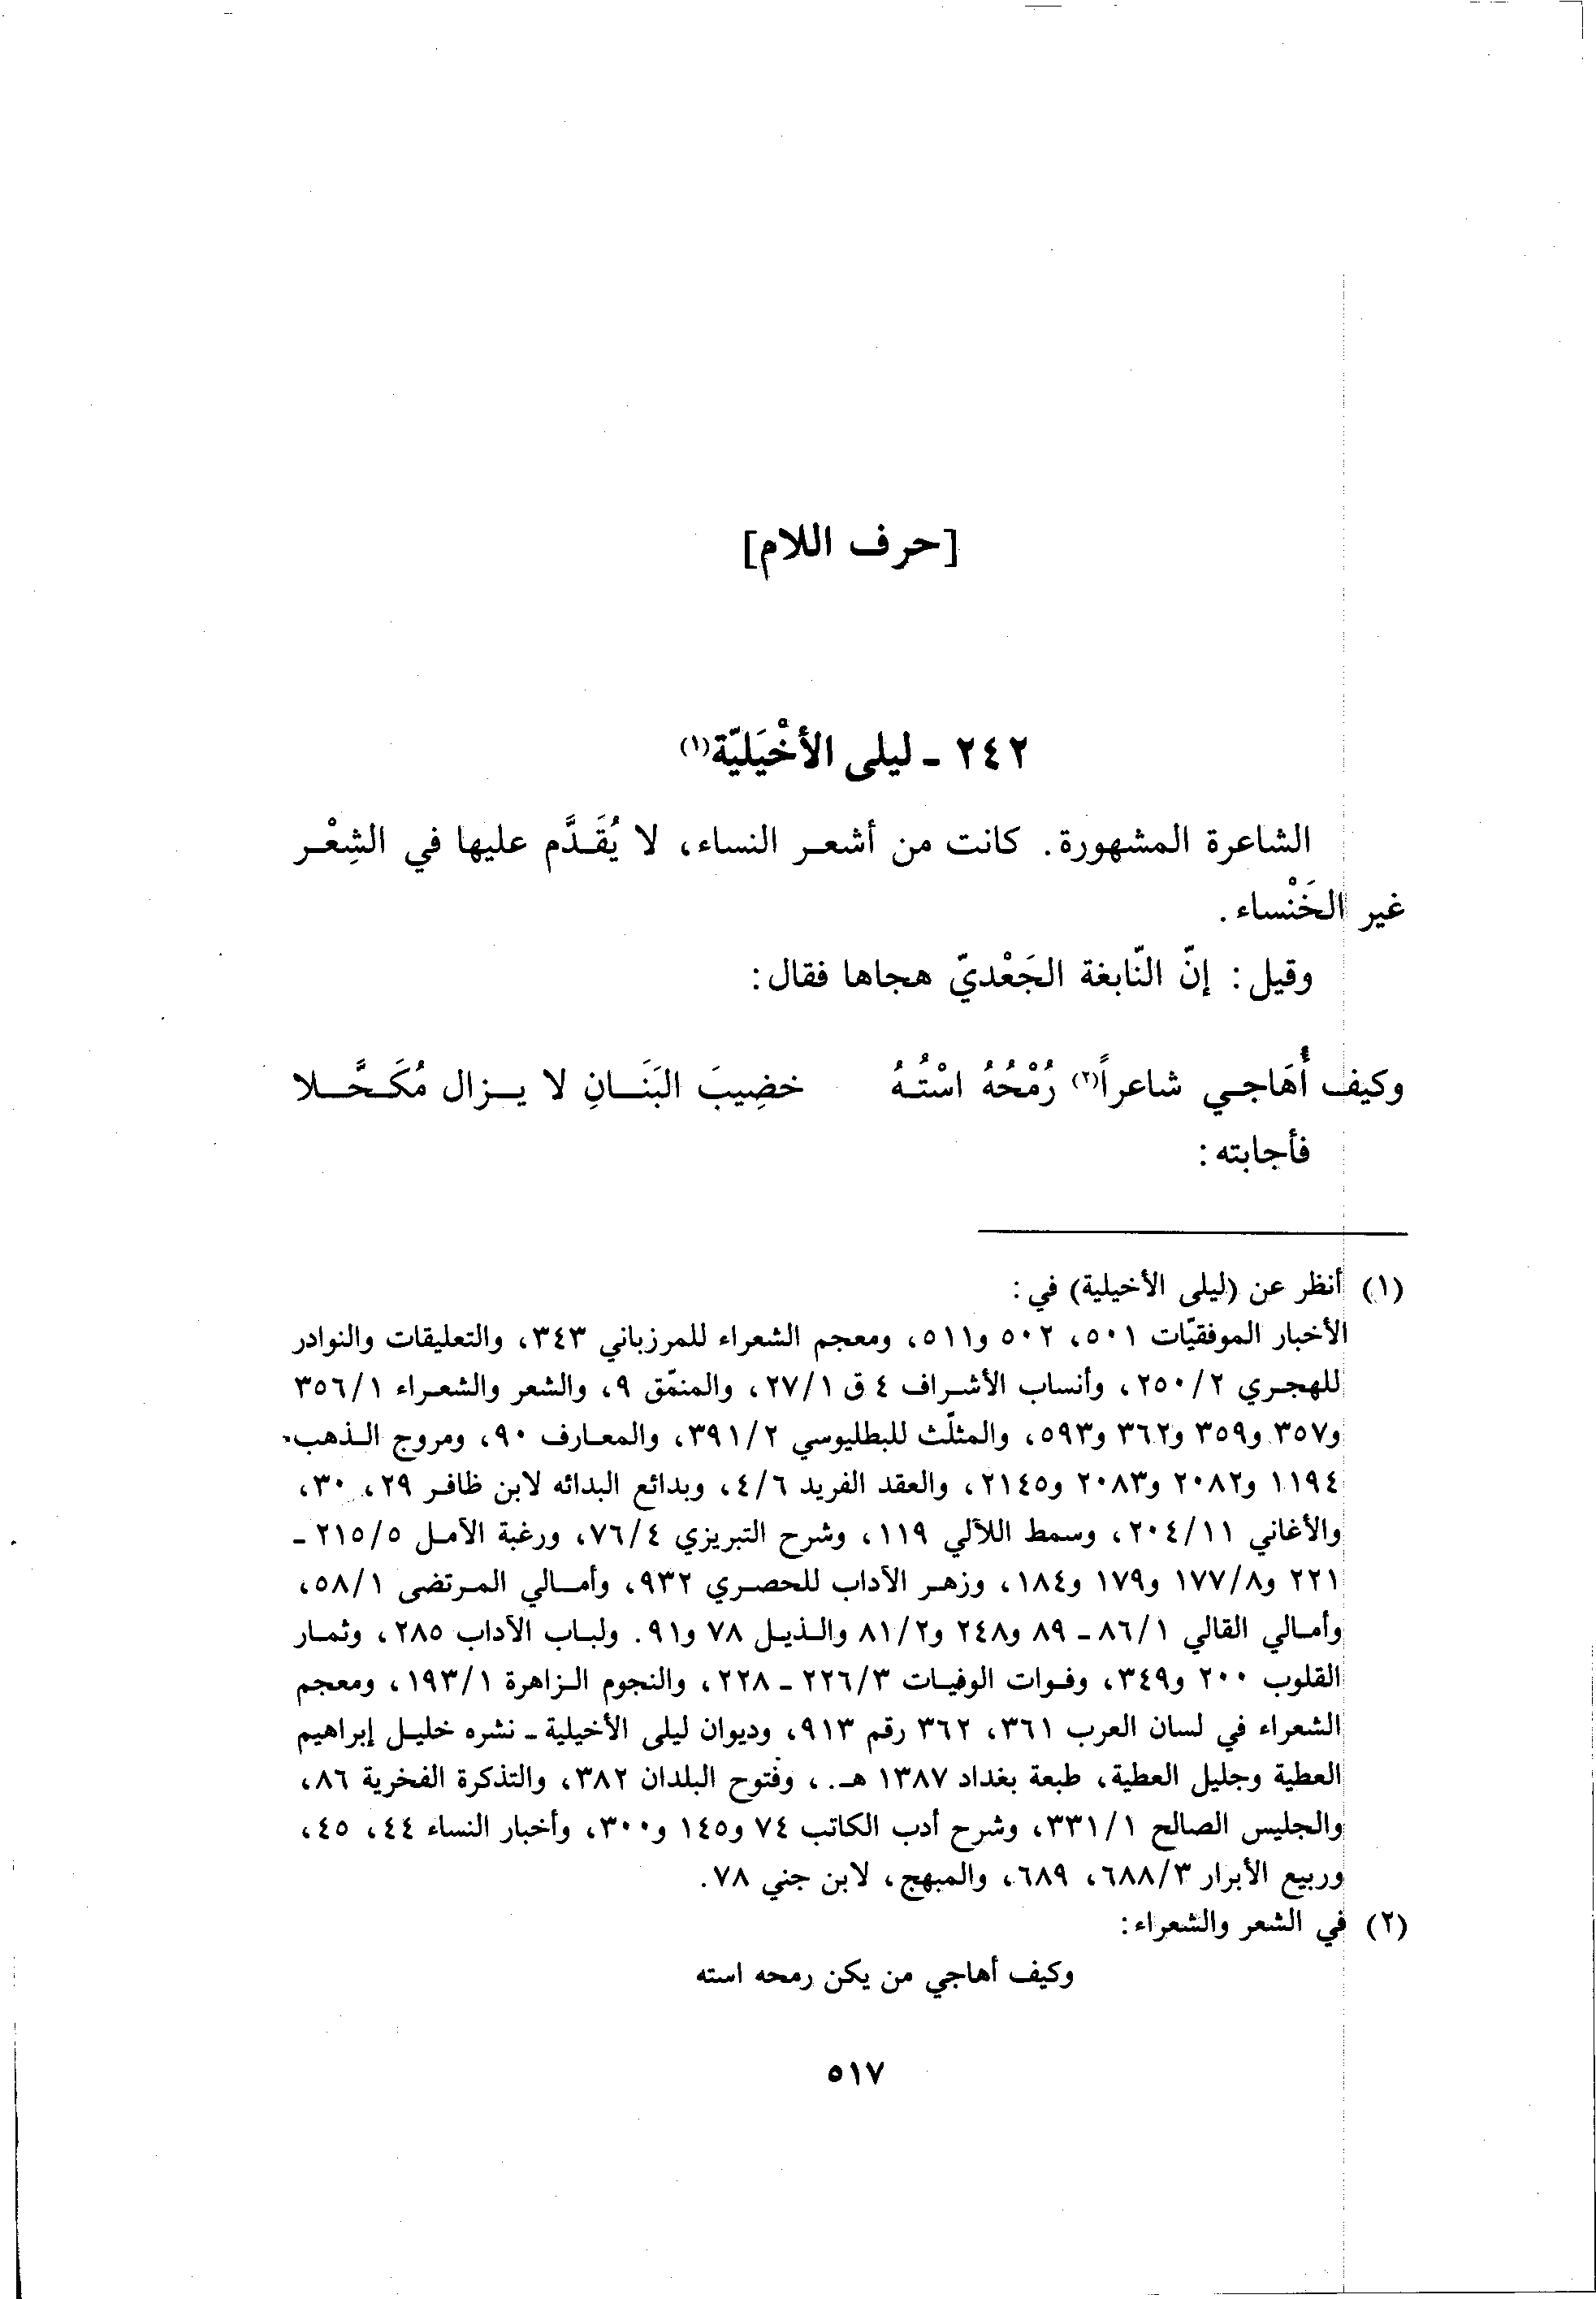 [حرف اللام]
٢٤٢ - ليلى الأخْيَليّة(١)
الشاعرة المشهورة. كانت من أشعر النساء، لا يُقَدَّم عليها في الشِعْر
غير الخَنْساء.
وقيل: إنّ النّابغة الجَعْديّ هجاها فقال:
وكيف أُهَاجي شاعراً(٢) رُمْحُهُ اسْتُهُ خضِيبَ البَنَانِ لا يزال مُكَحَّلا
فأجابته:
(١) أنظر عن (ليلى الأخيلية) في:
الأخبار الموفقيّات ٥٠١، ٥٠٢ و٥١١، ومعجم الشعراء للمرزباني ٣٤٣، والتعليقات والنوادر
للهجري ٢٥٠/٢، وأنساب الأشراف ٤ ق ٢٧/١، والمنمّق ٩، والشعر والشعراء ٣٥٦/١
و٣٥٧ و٣٥٩ و٣٦٢ و٥٩٣، والمثلّث للبطليوسي ٣٩١/٢، والمعارف ٩٠، ومروج الذهب
١١٩٤ و٢٠٨٢ و٢٠٨٣ و٢١٤٥، والعقد الفريد ٤/٦، وبدائع البدائه لابن ظافر ٢٩، ٣٠،
والأغاني ٢٠٤/١١، وسمط اللآلي ١١٩، وشرح التبريزي ٧٦/٤، ورغبة الآمل ٢١٥/٥ -
٢٢١ و١٧٧/٨ و١٧٩ و١٨٤، وزهر الآداب للحصري ٩٣٢، وأمالي المرتضى ٥٨/١،
وأمالي القالي ٨٦/١ - ٨٩ و٢٤٨ و٨١/٢ والذيل ٧٨ و٩١. ولباب الآداب ٢٨٥، وثمار
القلوب ٢٠٠ و٣٤٩، وفوات الوفيات ٢٢٦/٣ - ٢٢٨، والنجوم الزاهرة ١٩٣/١، ومعجم
الشعراء في لسان العرب ٣٦١، ٣٦٢ رقم ٩١٣، وديوان ليلى الأخيلية - نشره خليل إبراهيم
العطية وجليل العطية، طبعة بغداد ١٣٨٧ هـ.، وفتوح البلدان ٣٨٢، والتذكرة الفخرية ٨٦،
والجليس الصالح ٣٣١/١، وشرح أدب الكاتب ٧٤ و١٤٥ و٣٠٠، وأخبار النساء ٤٤، ٤٥،
وربيع الأبرار ٦٨٨/٣، ٦٨٩، والمبهج، لابن جني ٧٨.
(٢) في الشعر والشعراء:
وكيف أهاجي من يكن رمحه استه
٥١٧